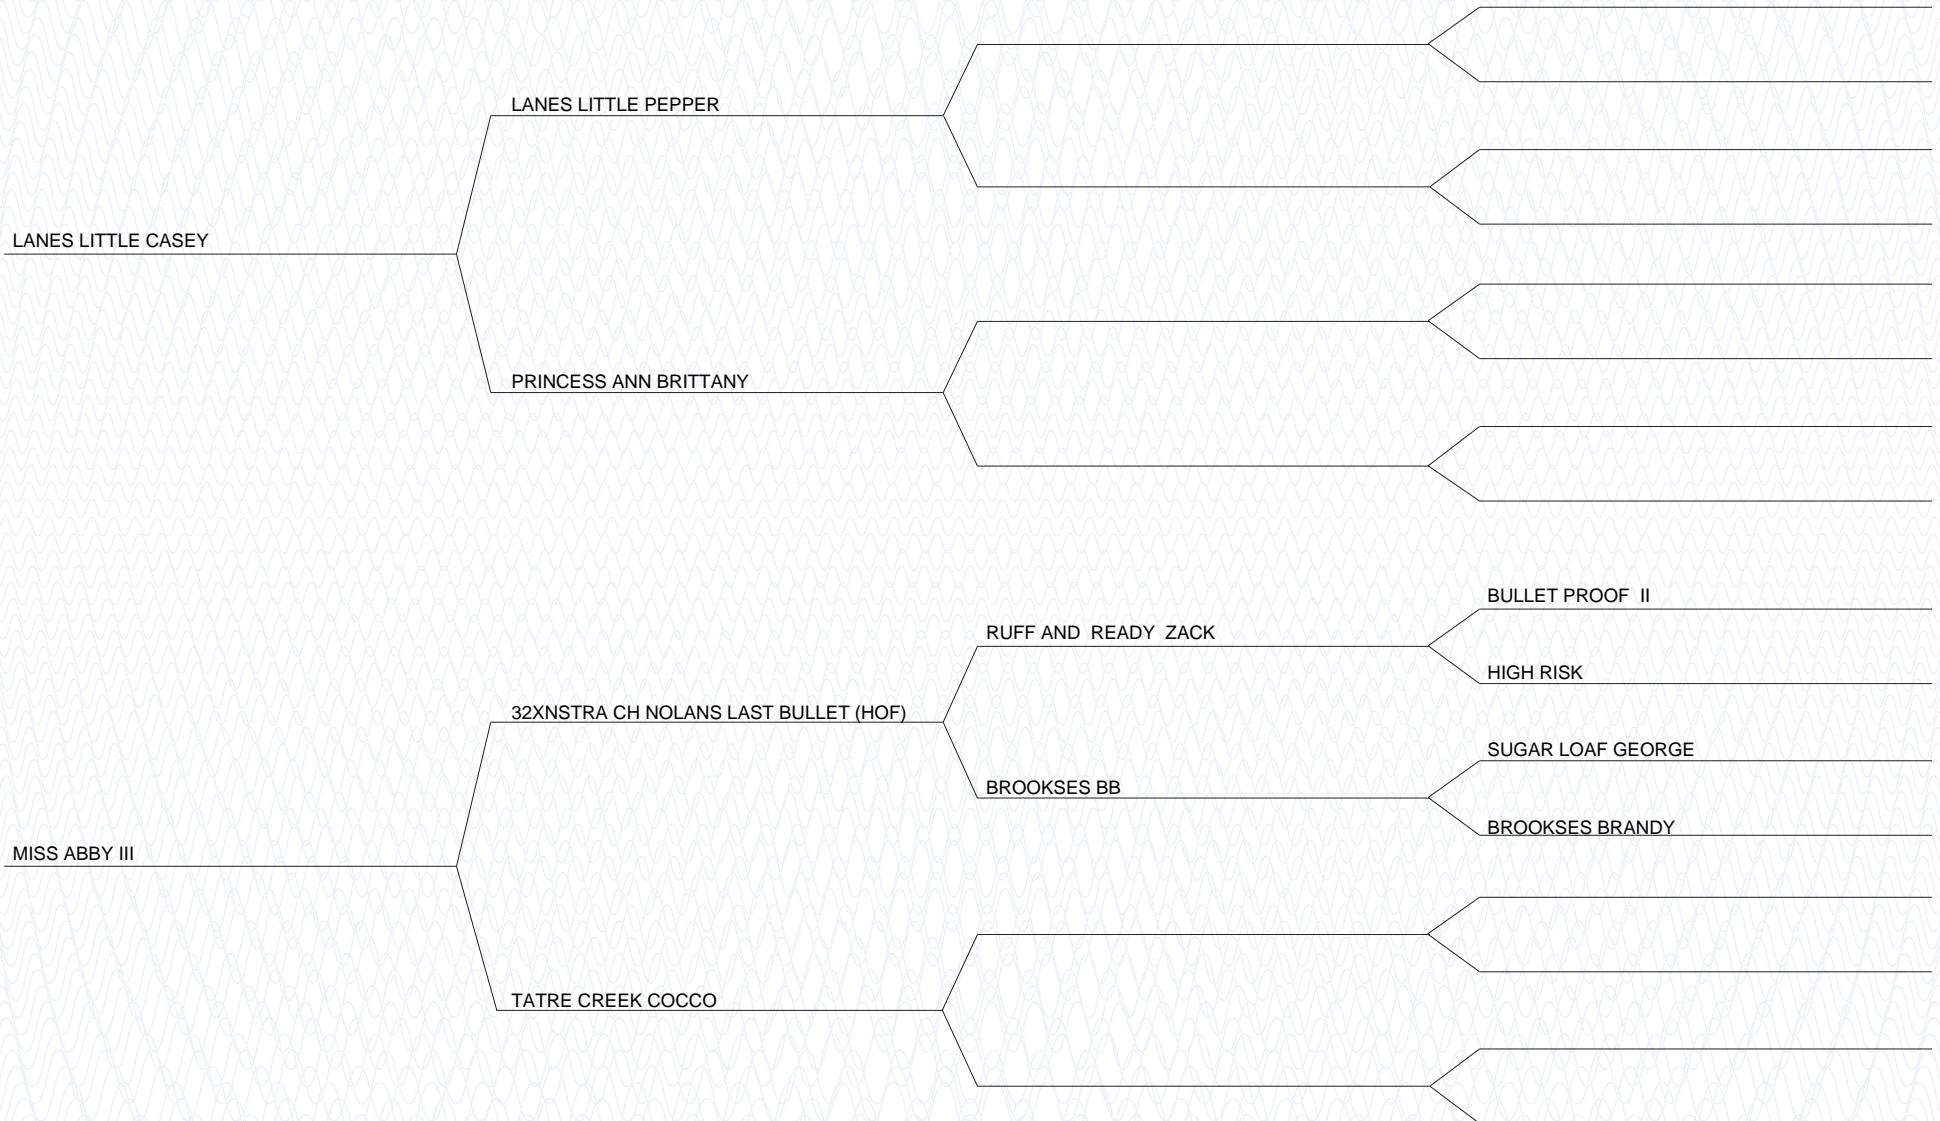 LANES LITTLE PEPPER
LANES LITTLE CASEY
PRINCESS ANN BRITTANY
BULLET PROOF  II
RUFF AND  READY  ZACK
HIGH RISK
32XNSTRA CH NOLANS LAST BULLET (HOF)
SUGAR LOAF GEORGE
BROOKSES BB
BROOKSES BRANDY
MISS ABBY III
TATRE CREEK COCCO